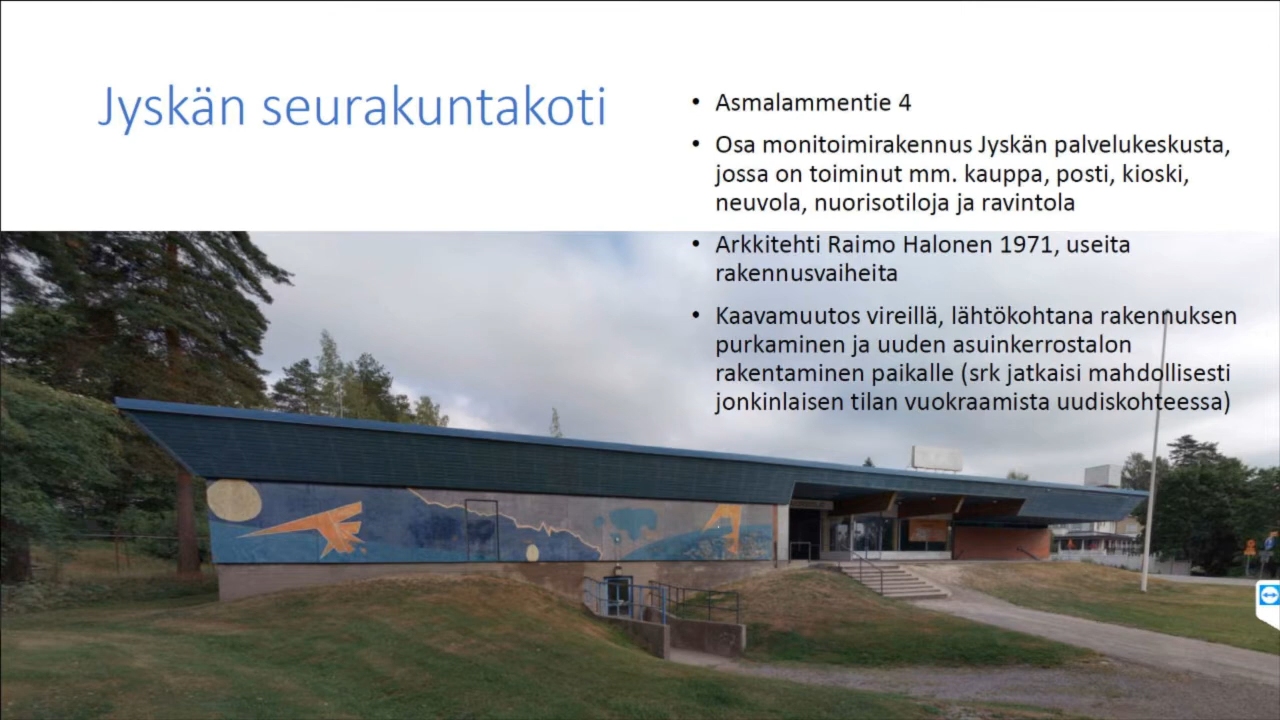 Jyskän seurakuntakoti
• Asmalammentie 4
• Osa monitoimirakennus Jyskän palvelukeskusta,
jossa on toiminut mm. kauppa, posti, kioski,
neuvola, nuorisotiloja ja ravintola
• Arkkitehti Raimo Halonen 1971, useita
rakennusvaiheita
• Kaavamuutos vireillä, lähtökohtana rakennuksen
purkaminen ja uuden asuinkerrostalon
rakentaminen paikalle (srk jatkaisi mahdollisesti
jonkinlaisen tilan vuokraamista uudiskohteessa)